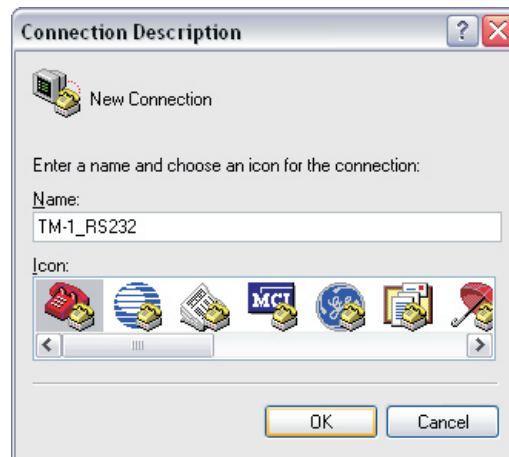 Connection Description
New Connection
Enter a name and choose an icon for the connection:
Name:
TM-1_RS232
Icon:
MCI
OK
Cancel